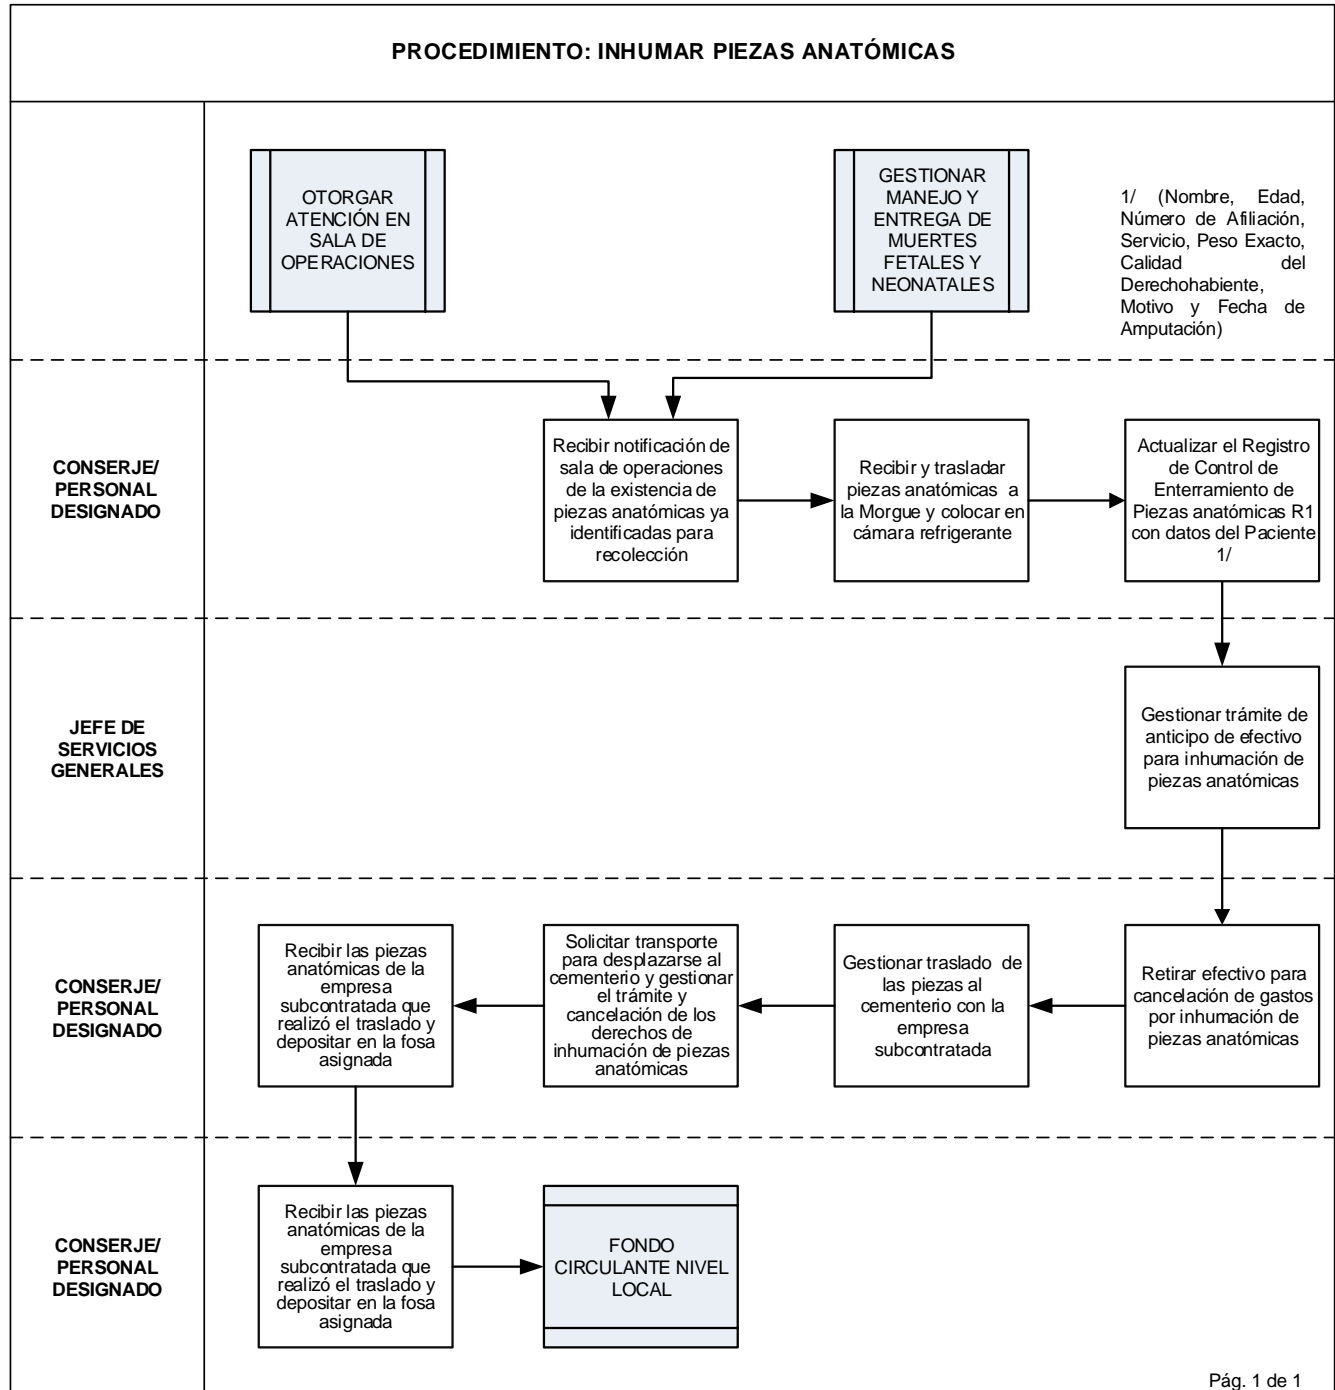 PROCEDIMIENTO: INHUMAR PIEZAS ANATÓMICAS
OTORGAR
ATENCIÓN EN
SALA DE
OPERACIONES
GESTIONAR
MANEJO Y
ENTREGA DE
MUERTES
FETALES Y
NEONATALES
1/ (Nombre, Edad,
Número de Afiliación,
Servicio, Peso Exacto,
Calidad del
Derechohabiente,
Motivo y Fecha de
Amputación)
CONSERJE/
PERSONAL
DESIGNADO
Recibir notificación de
sala de operaciones
de la existencia de
piezas anatómicas ya
identificadas para
recolección
Recibir y trasladar
piezas anatómicas a
la Morgue y colocar en
cámara refrigerante
Actualizar el Registro
de Control de
Enterramiento de
Piezas anatómicas R1
con datos del Paciente
1/
JEFE DE
SERVICIOS
GENERALES
Gestionar trámite de
anticipo de efectivo
para inhumación de
piezas anatómicas
CONSERJE/
PERSONAL
DESIGNADO
Recibir las piezas
anatómicas de la
empresa
subcontratada que
realizó el traslado y
depositar en la fosa
asignada
Solicitar transporte
para desplazarse al
cementerio y gestionar
el trámite y
cancelación de los
derechos de
inhumación de piezas
anatómicas
Gestionar traslado de
las piezas al
cementerio con la
empresa
subcontratada
Retirar efectivo para
cancelación de gastos
por inhumación de
piezas anatómicas
CONSERJE/
PERSONAL
DESIGNADO
Recibir las piezas
anatómicas de la
empresa
subcontratada que
realizó el traslado y
depositar en la fosa
asignada
FONDO
CIRCULANTE NIVEL
LOCAL
Pág. 1 de 1